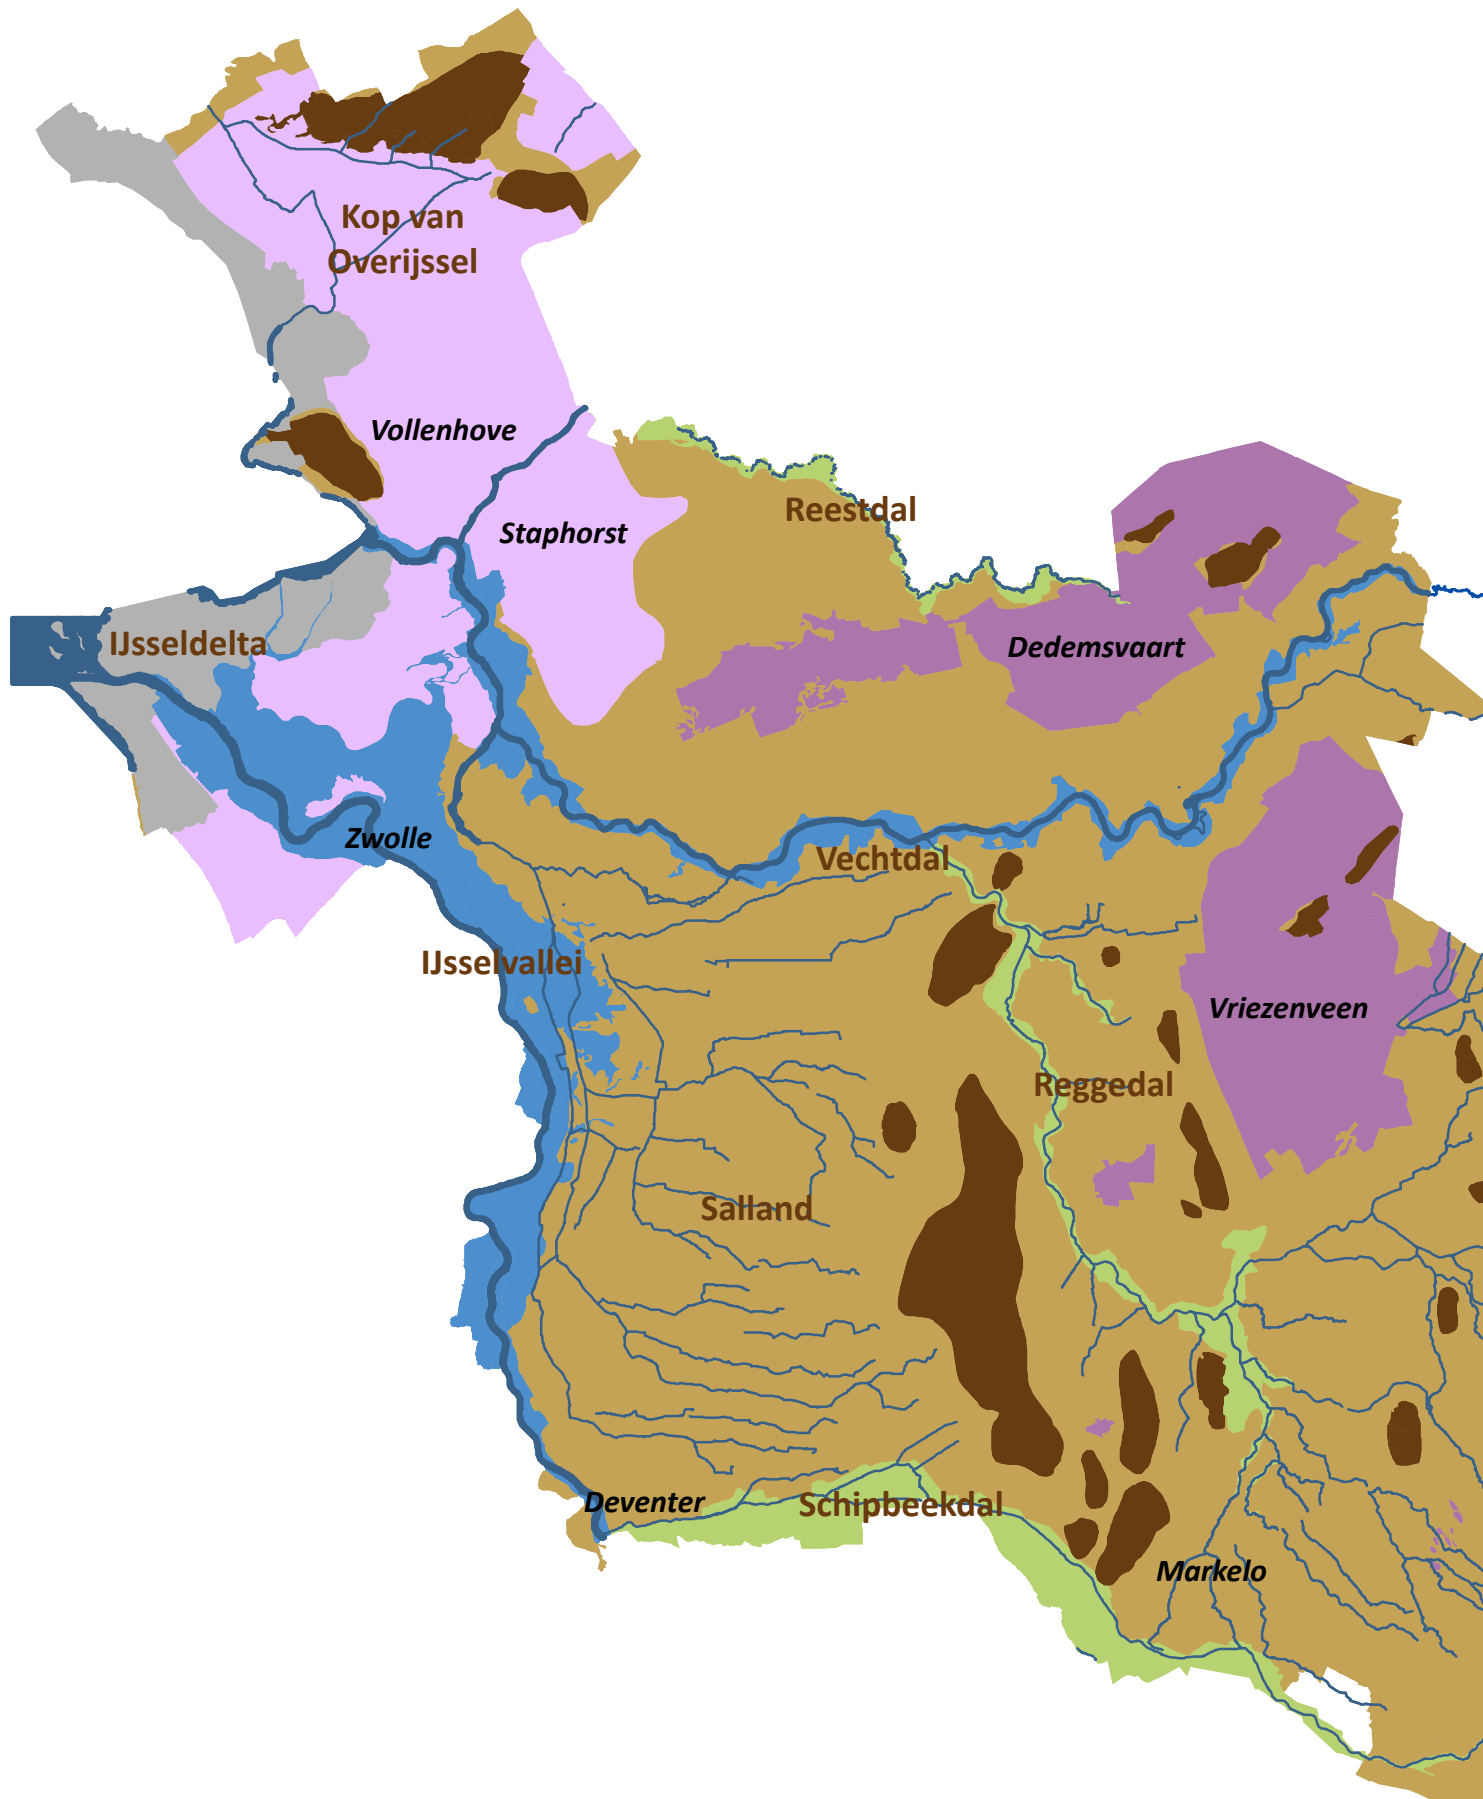 Kop van
Overijssel
Vollenhove
Reestdal
Staphorst
IJsseldelta
Dedemsvaart
Zwolle
Vechtdal
IJsselvallei
Vriezenveen
Reggedal
Salland
Deventer
Schipbeekdal
Markelo